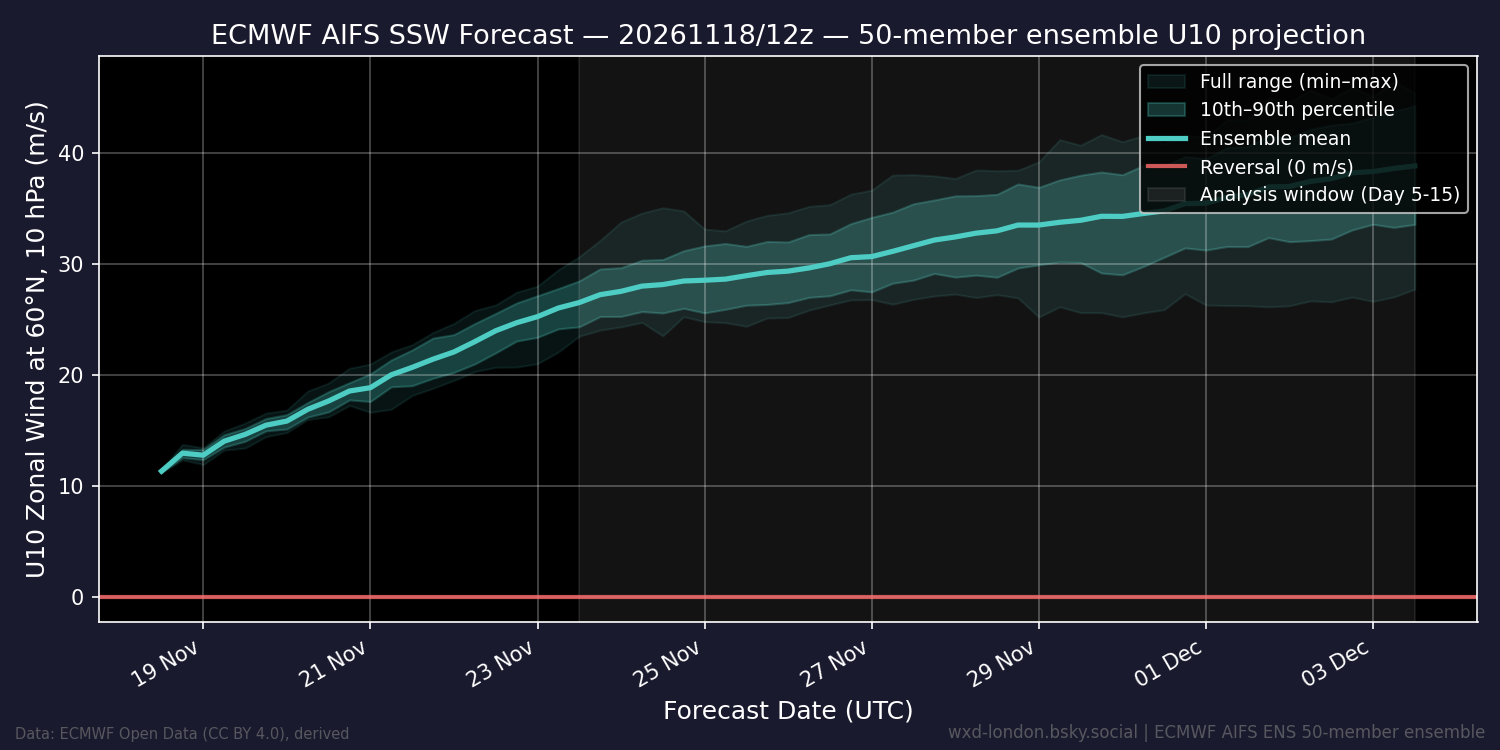 ECMWF AIFS SSW Forecast — 20261118/12z — 50-member ensemble U10 projection
Full range (min–max)
10th–90th percentile
Ensemble mean
Reversal (0 m/s)
Analysis window (Day 5-15)
U10 Zonal Wind at 60°N, 10 hPa (m/s)
40
30
20
10
0
19 Nov
21 Nov
23 Nov
25 Nov
27 Nov
29 Nov
01 Dec
03 Dec
Forecast Date (UTC)
Data: ECMWF Open Data (CC BY 4.0), derived
wxd-london.bsky.social | ECMWF AIFS ENS 50-member ensemble